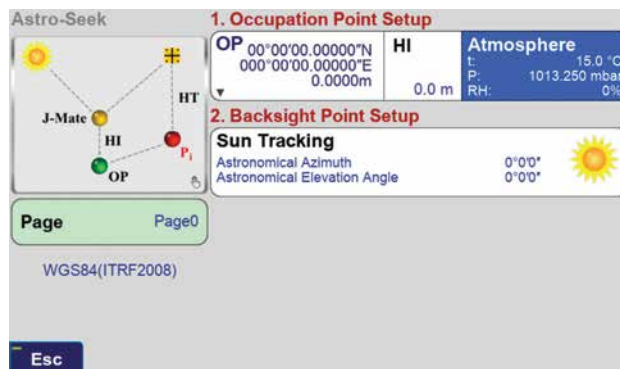 Astro-Seek
J-Mate
HI
HT
OP
Pi
Page Page0
WGS84(ITRF2008)
Esc
1. Occupation Point Setup
OP 00°00'00.00000"N
000°00'00.00000"E
0.0000m
HI
0.0 m
Atmosphere
t: 15.0 °C
P: 1013.250 mbar
RH: 0%
2. Backsight Point Setup
Sun Tracking
Astronomical Azimuth 0°0'0"
Astronomical Elevation Angle 0°0'0"